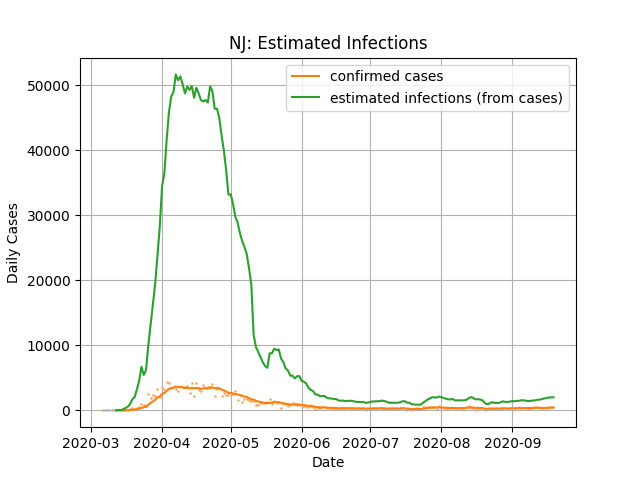 NJ: Estimated Infections
confirmed cases
estimated infections (from cases)
50000
40000
30000
20000
10000
0
Daily Cases
2020-03 2020-04 2020-05 2020-06 2020-07 2020-08 2020-09
Date